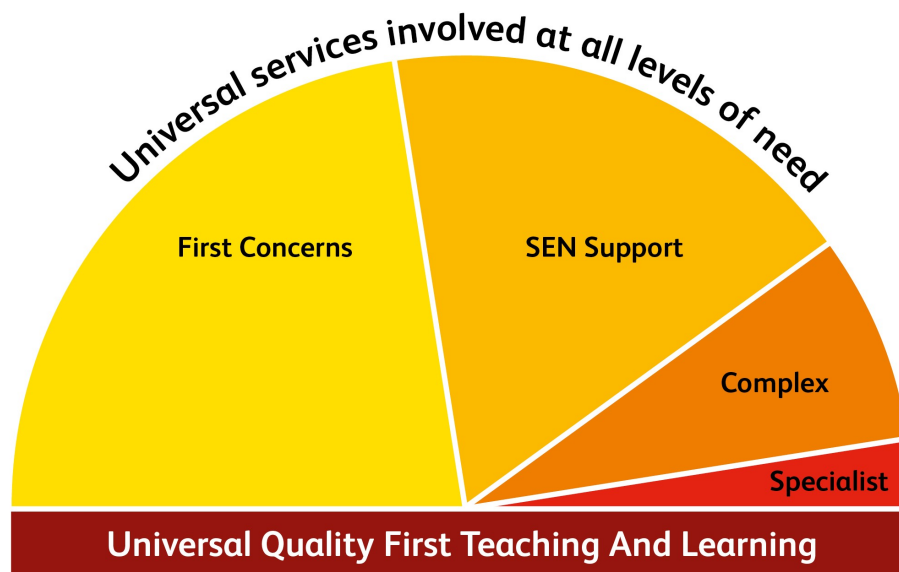 Universal services involved at all levels of need
First Concerns
SEN Support
Complex
Specialist
Universal Quality First Teaching And Learning